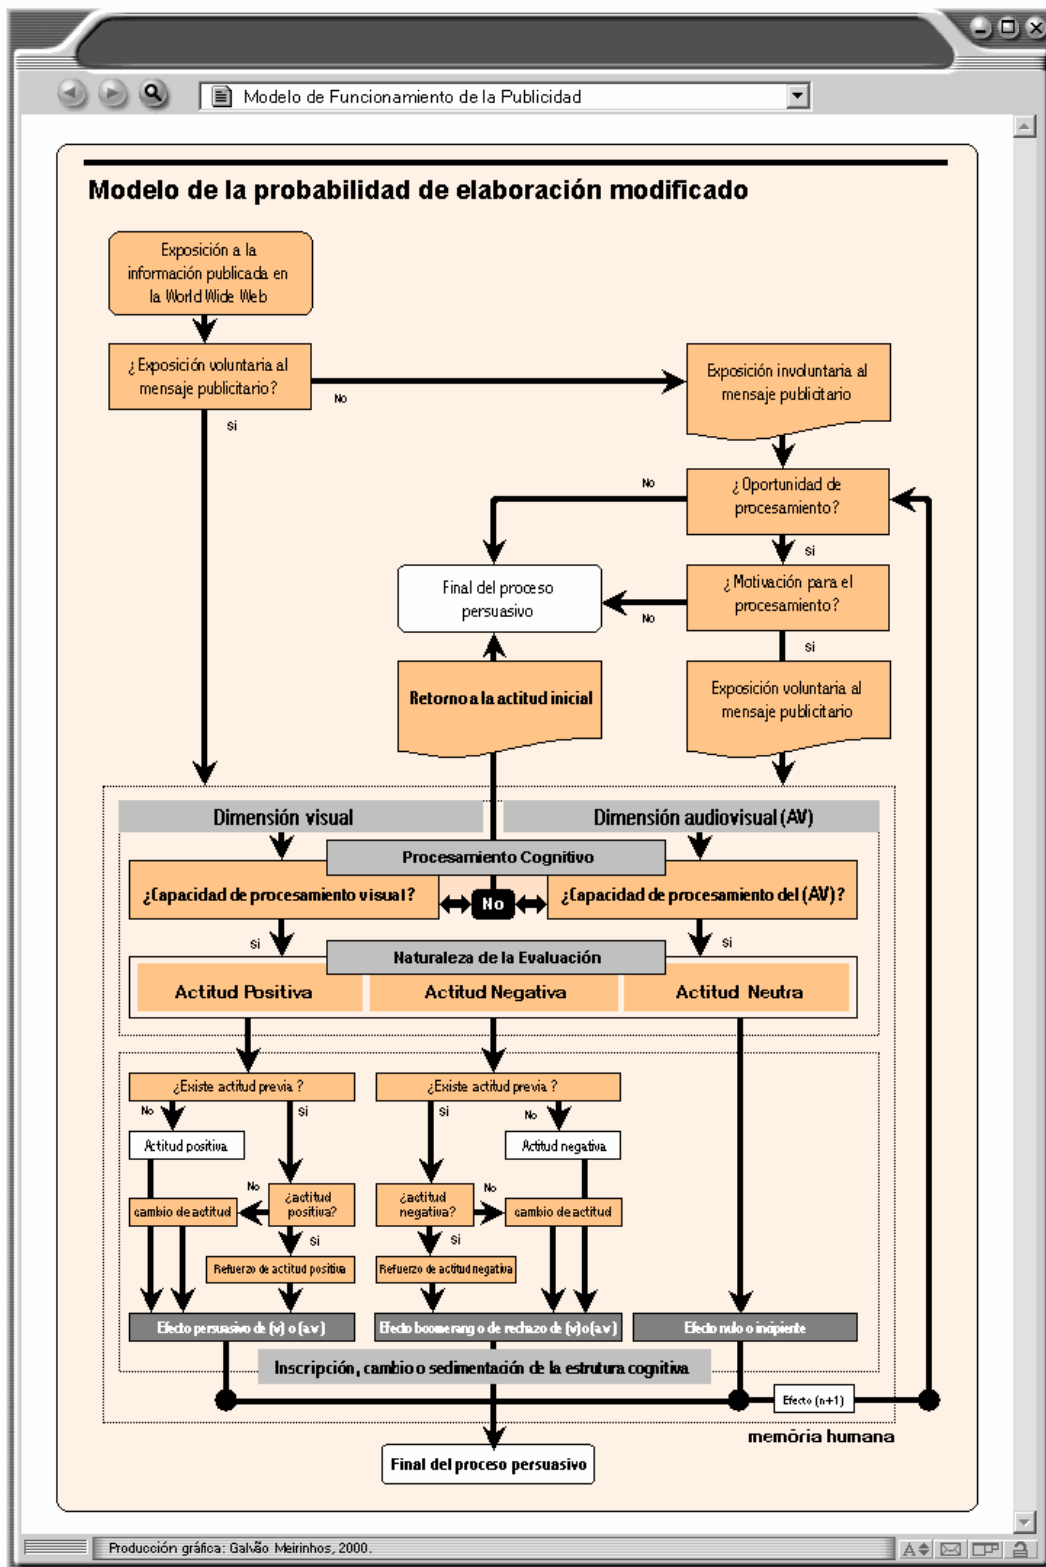 Modelo de Funcionamiento de la Publicidad
Modelo de la probabilidad de elaboración modificado
Exposición a la
información publicada en
la World Wide Web
¿Exposición voluntaria al
mensaje publicitario?
No
si
Exposición involuntaria al
mensaje publicitario
¿Oportunidad de
procesamiento?
No
si
¿Motivación para el
procesamiento?
No
si
Final del proceso
persuasivo
Retorno a la actitud inicial
Exposición voluntaria al
mensaje publicitario
Dimensión visual
Dimensión audiovisual (AV)
Procesamiento Cognitivo
¿Capacidad de procesamiento visual?
No
¿Capacidad de procesamiento del (AV)?
si
si
Naturaleza de la Evaluación
Actitud Positiva
Actitud Negativa
Actitud Neutra
¿Existe actitud previa ?
¿Existe actitud previa ?
No
Si
si
No
Actitud positiva
Actitud negativa
No
No
cambio de actitud
¿actitud
positiva?
¿actitud
negativa?
cambio de actitud
si
si
Refuerzo de actitud positiva
Refuerzo de actitud negativa
Efecto persuasivo de (v) o (a.v)
Efecto boomerang o de rechazo de (v)o(a.v)
Efecto nulo o incipiente
Inscripción, cambio o sedimentación de la estrutura cognitiva
Efecto (n+1)
memória humana
Final del proceso persuasivo
Producción gráfica: Galvão Meirinhos, 2000.
A